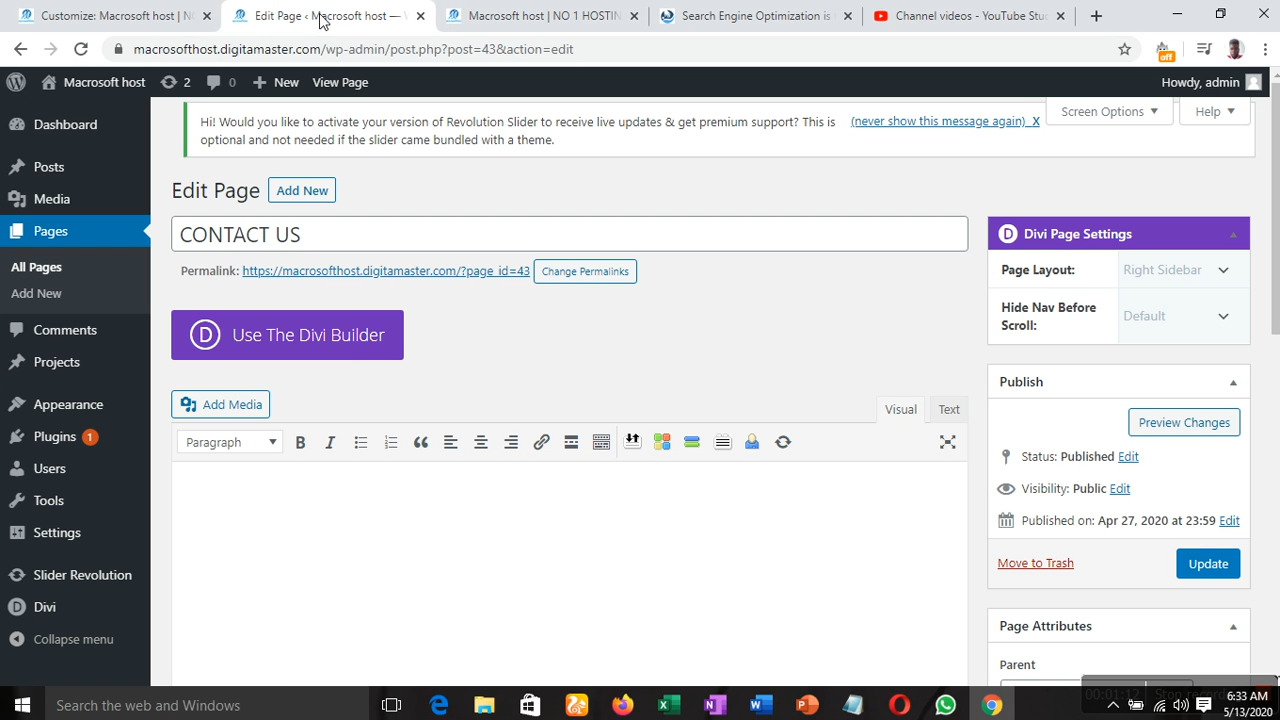 Customize: Macrosoft host | N
Edit Page ‹ Macrosoft host —
Macrosoft host | NO 1 HOSTIN
Search Engine Optimization is
Channel videos - YouTube Stu
macrosofthost.digitamaster.com/wp-admin/post.php?post=43&action=edit
off
Macrosoft host
2
0
New
View Page
Howdy, admin
Dashboard
Posts
Media
Pages
All Pages
Add New
Comments
Projects
Appearance
Plugins 1
Users
Tools
Settings
Slider Revolution
Divi
Collapse menu
Hi! Would you like to activate your version of Revolution Slider to receive live updates & get premium support? This is
optional and not needed if the slider came bundled with a theme.
(never show this message again) X
Screen Options
Help
Edit Page
Add New
CONTACT US
Permalink: https://macrosofthost.digitamaster.com/?page_id=43
Change Permalinks
D Use The Divi Builder
Add Media
Visual
Text
Paragraph
B I
D Divi Page Settings
Page Layout:
Right Sidebar
Hide Nav Before
Scroll:
Default
Publish
Preview Changes
Status: Published Edit
Visibility: Public Edit
Published on: Apr 27, 2020 at 23:59 Edit
Move to Trash
Update
Page Attributes
Parent
00:01:12
Stop
Search the web and Windows
6:33 AM
5/13/2020